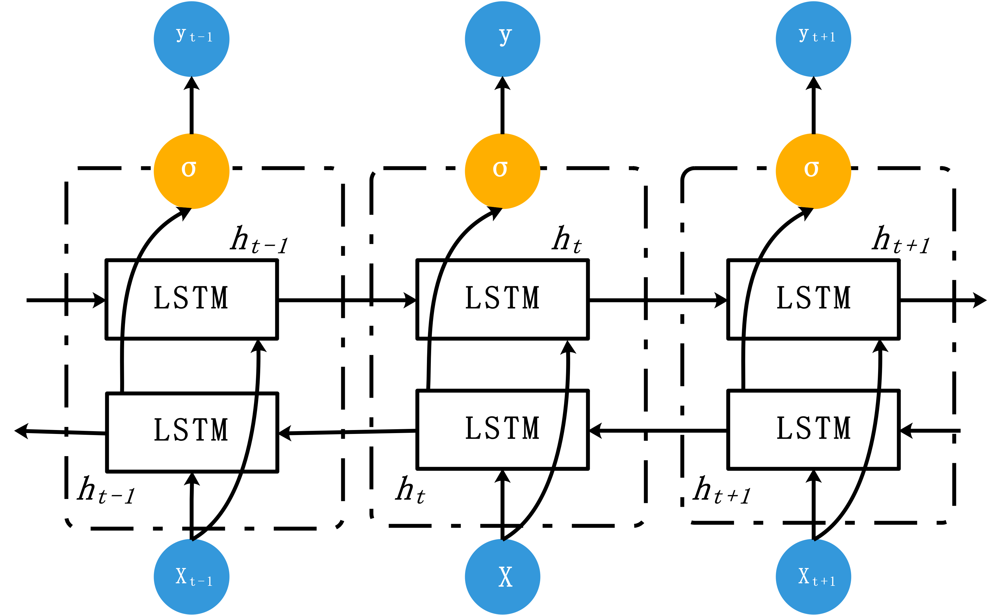 y t-1 y y t+1
σ σ σ
h t-1 h t h t+1
LSTM LSTM LSTM
LSTM LSTM LSTM
h t-1 h t h t+1
X t-1 X X t+1